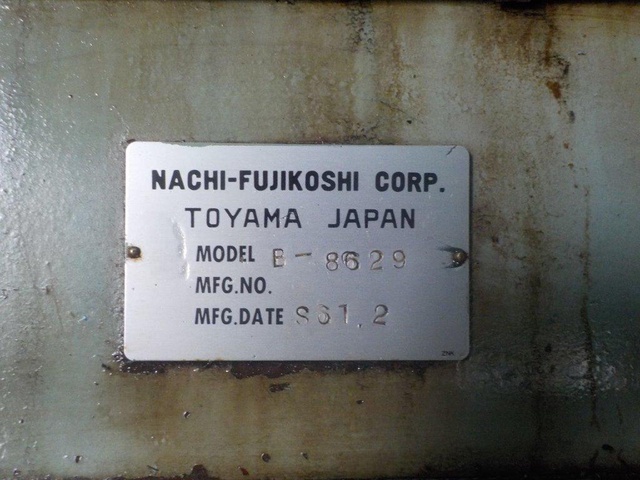 NACHI-FUJIKOSHI CORP.
TOYAMA JAPAN
MODEL B-8629
MFG.NO.
MFG.DATE S61.2